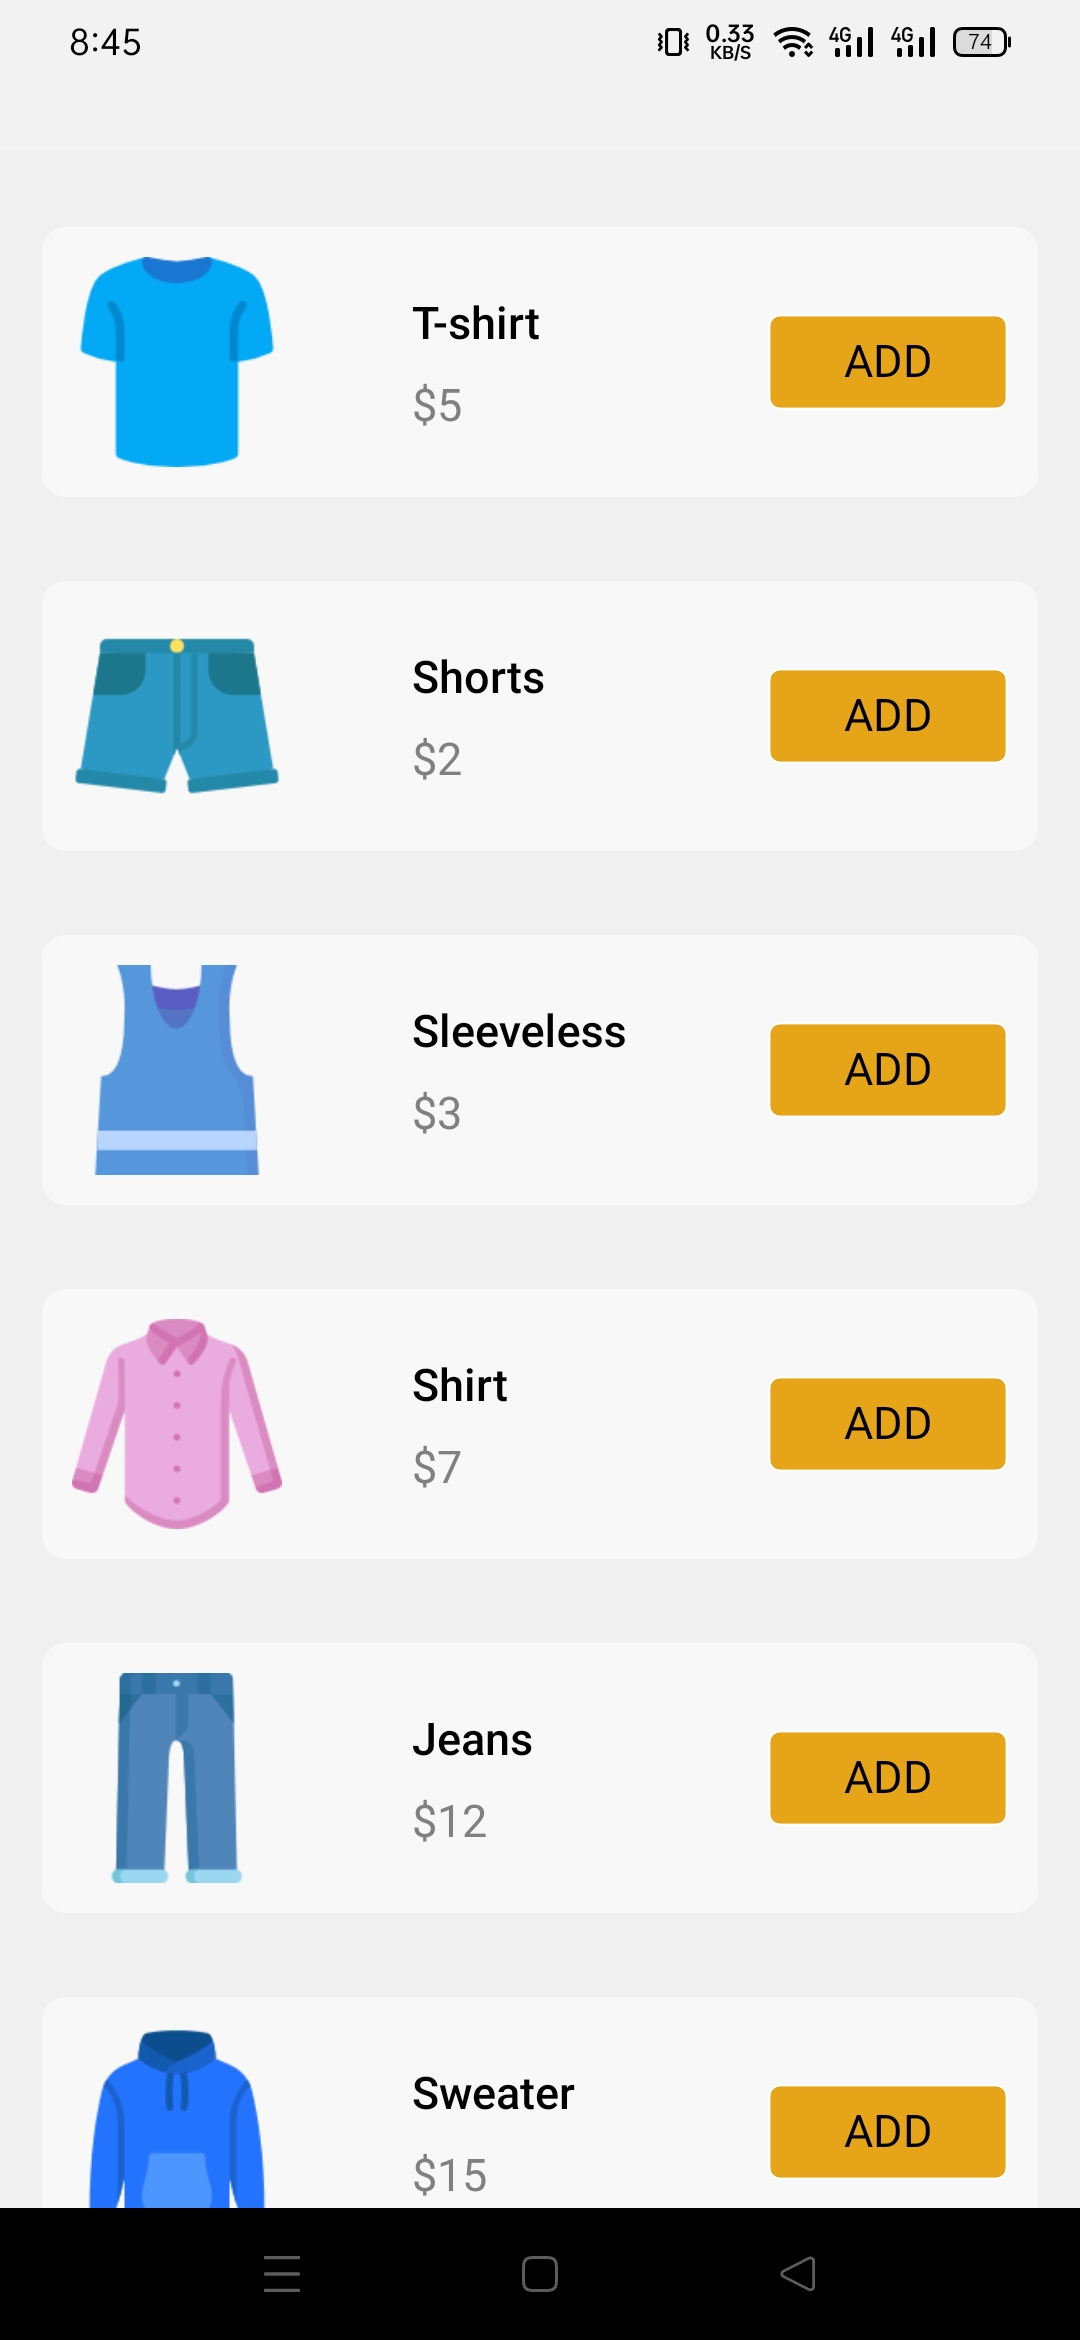 8:45
0.33
KB/S
4G
4G
74
T-shirt
$5
ADD
Shorts
$2
ADD
Sleeveless
$3
ADD
Shirt
$7
ADD
Jeans
$12
ADD
Sweater
$15
ADD